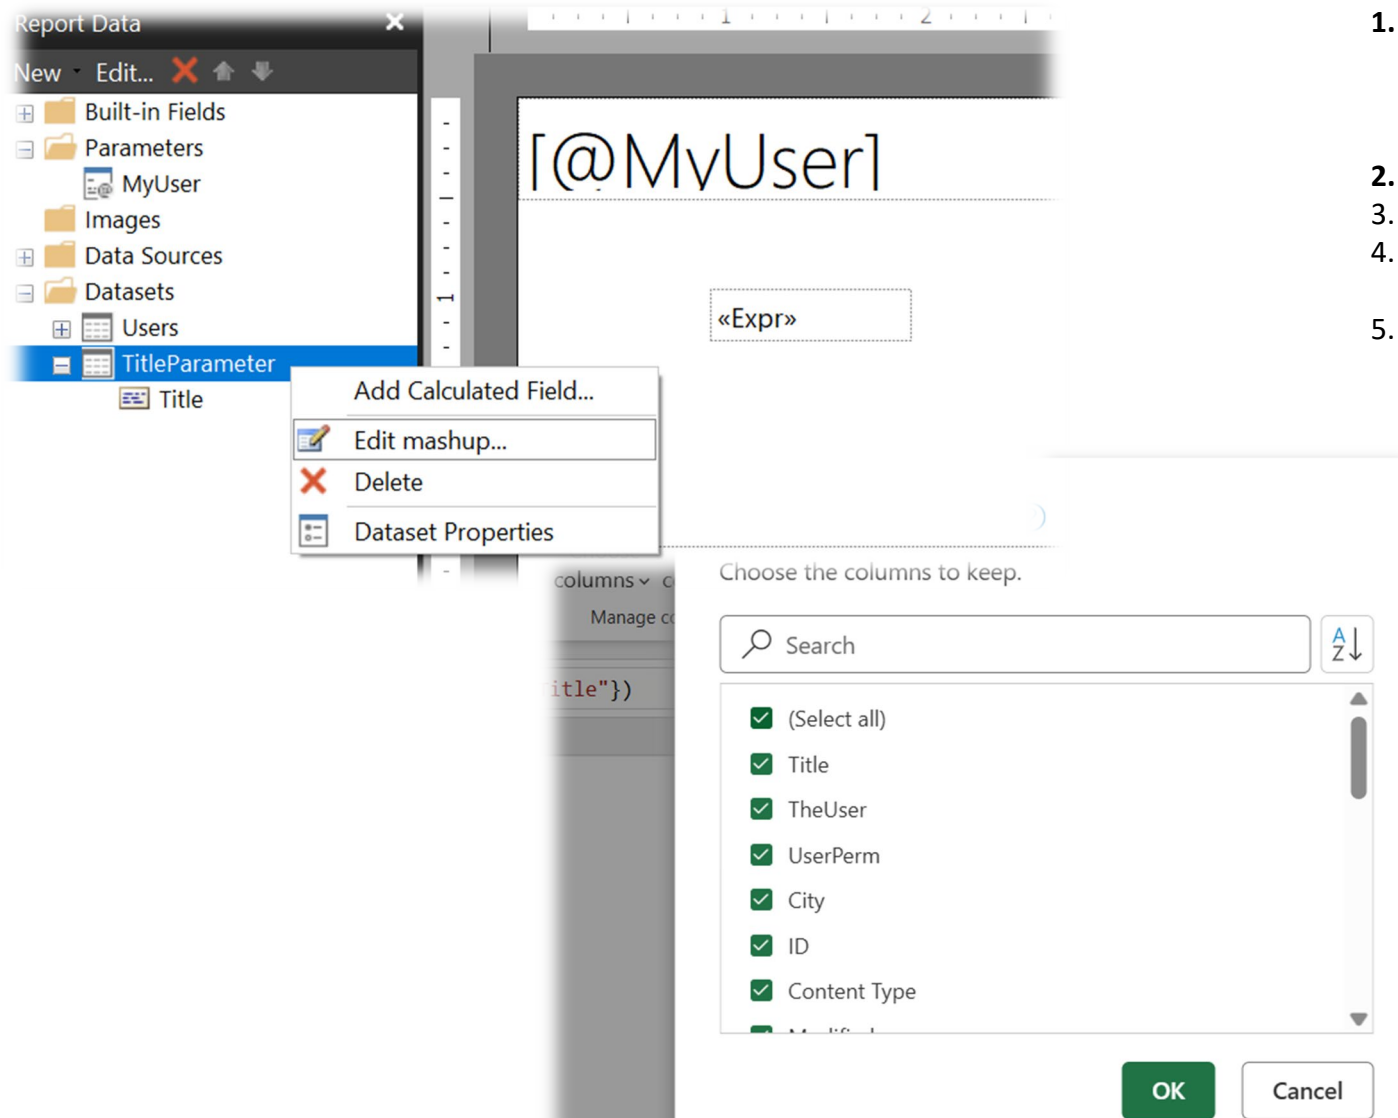 Report Data
New Edit...
Built-in Fields
Parameters
MyUser
Images
Data Sources
Datasets
Users
TitleParameter
Title
Add Calculated Field...
Edit mashup...
Delete
Dataset Properties
1 2
1
[@MyUser]
«Expr»
columns
Manage
itle"})
Choose the columns to keep.
Search
(Select all)
Title
TheUser
UserPerm
City
ID
Content Type
OK Cancel
1.
2.
3.
4.
5.